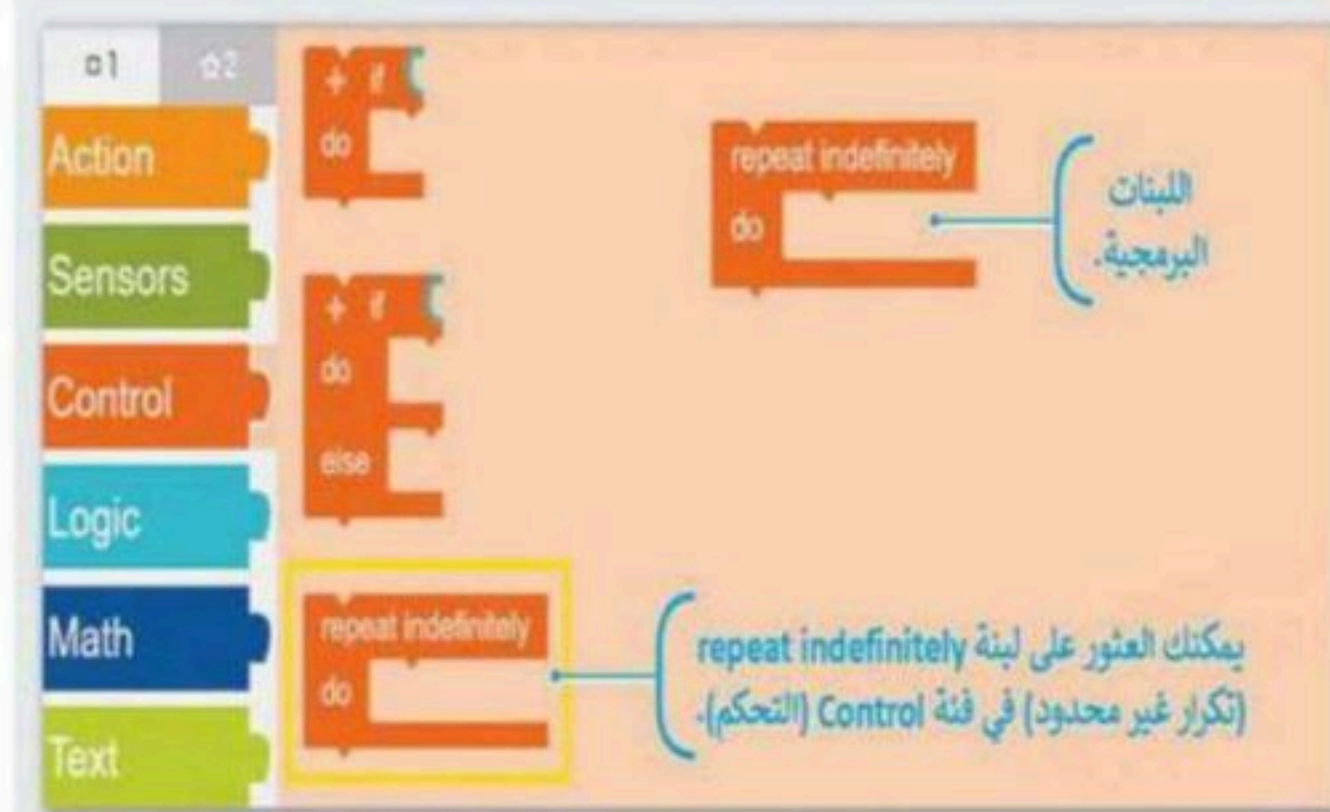 1
2
Action
Sensors
Control
Logic
Math
Text
+ if
do
+ if
do
else
repeat indefinitely
do
repeat indefinitely
do
اللبنات
البرمجية.
يمكنك العثور على لبنة repeat indefinitely
(تكرار غير محدود) في فئة Control (التحكم).